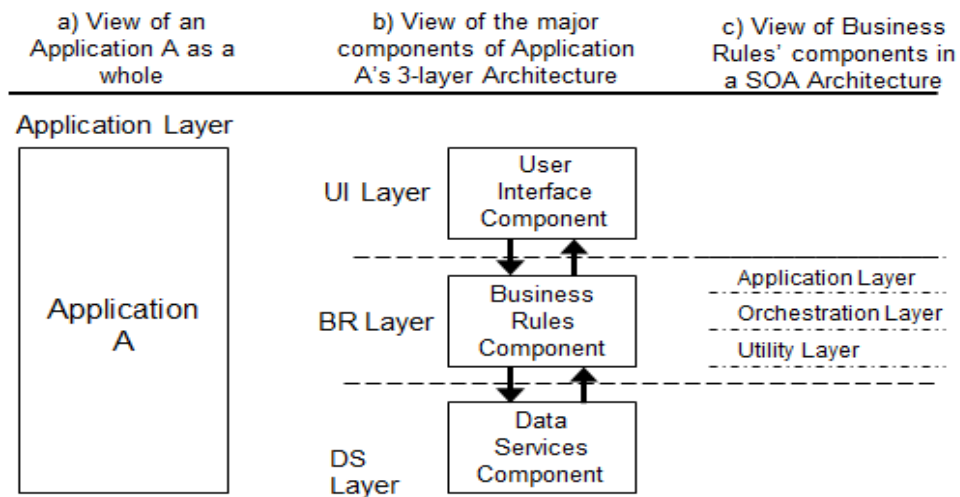 a) View of an
Application A as a
whole
b) View of the major
components of Application
A's 3-layer Architecture
c) View of Business
Rules' components in
a SOA Architecture
Application Layer
Application
A
UI Layer
User
Interface
Component
BR Layer
Business
Rules
Component
Application Layer
Orchestration Layer
Utility Layer
DS
Layer
Data
Services
Component